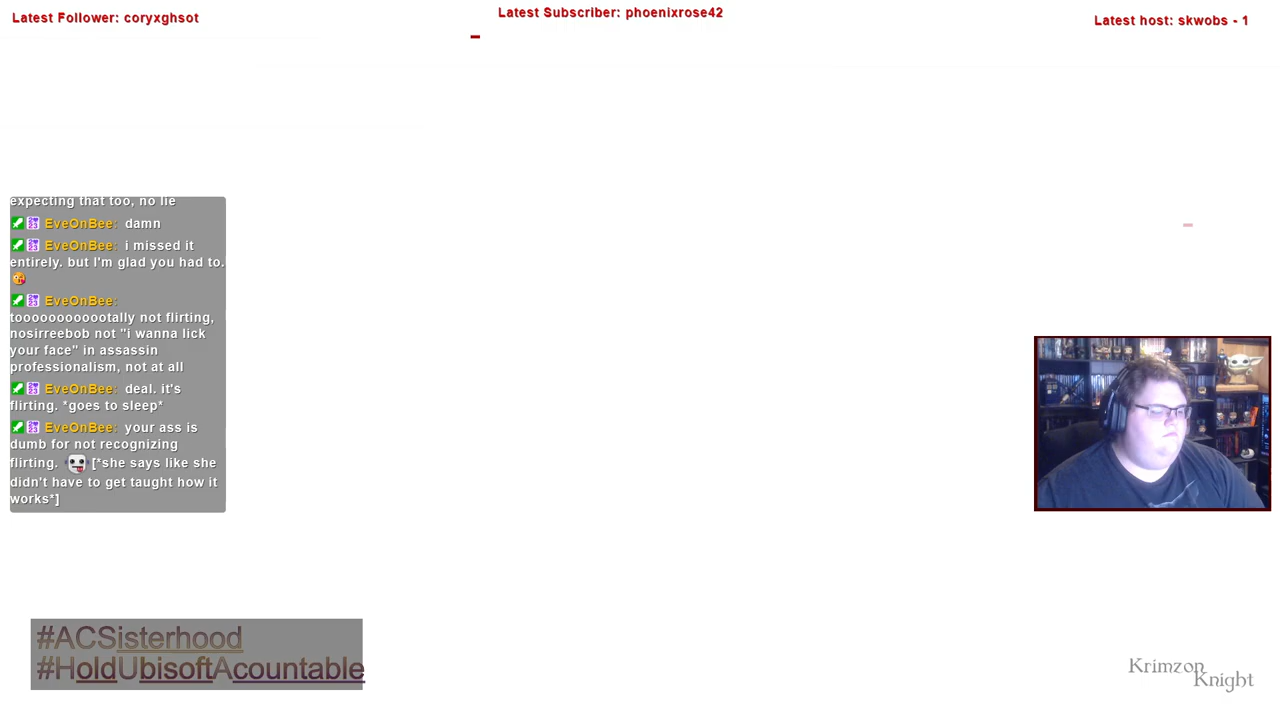 Latest Follower: coryxghsot
Latest Subscriber: phoenixrose42
Latest host: skwobs - 1
expecting that too, no lie
EveOnBee: damn
EveOnBee: i missed it
entirely. but I'm glad you had to.
EveOnBee:
toooooooooootally not flirting,
nosirreebob not "i wanna lick
your face" in assassin
professionalism, not at all
EveOnBee: deal. it's
flirting. *goes to sleep*
EveOnBee: your ass is
dumb for not recognizing
flirting. [*she says like she
didn't have to get taught how it
works*]
#ACSisterhood
#HoldUbisoftAcountable
Krimzon
Knight